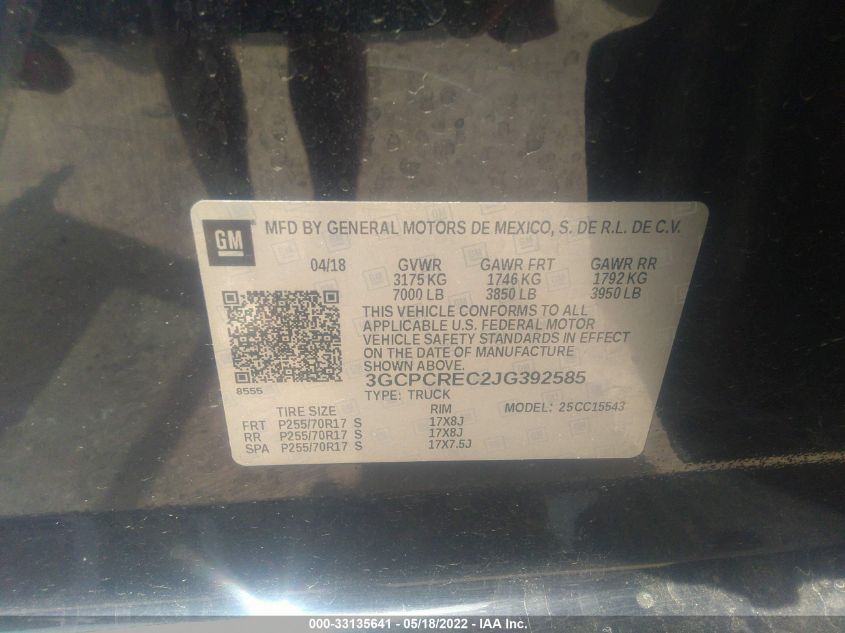 GM
MFD BY GENERAL MOTORS DE MEXICO, S. DE R.L. DE C.V.
04/18 GVWR GAWR FRT GAWR RR
3175 KG 1746 KG 1792 KG
7000 LB 3850 LB 3950 LB
THIS VEHICLE CONFORMS TO ALL
APPLICABLE U.S. FEDERAL MOTOR
VEHICLE SAFETY STANDARDS IN EFFECT
ON THE DATE OF MANUFACTURE
SHOWN ABOVE.
8555
3GCPCREC2JG392585
TYPE: TRUCK
TIRE SIZE RIM MODEL: 25CC15543
FRT P255/70R17 S 17X8J
RR P255/70R17 S 17X8J
SPA P255/70R17 S 17X7.5J
000-33135641 - 05/18/2022 - IAA Inc.